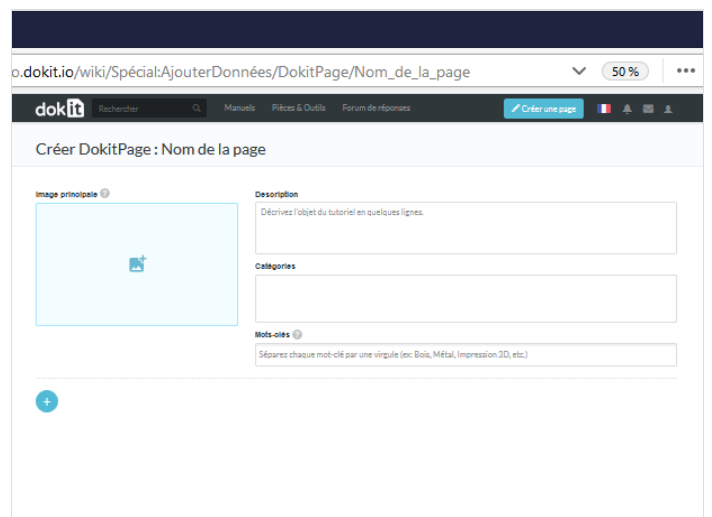 o.dokit.io/wiki/Spécial:AjouterDonnées/DokitPage/Nom_de_la_page
50 %
dokit
Rechercher
Manuels
Pièces & Outils
Forum de réponses
Créer une page
Créer DokitPage : Nom de la page
Image principale
Description
Décrivez l'objet du tutoriel en quelques lignes.
Catégories
Mots-clés
Séparez chaque mot-clé par une virgule (ex: Bois, Métal, Impression 3D, etc.)